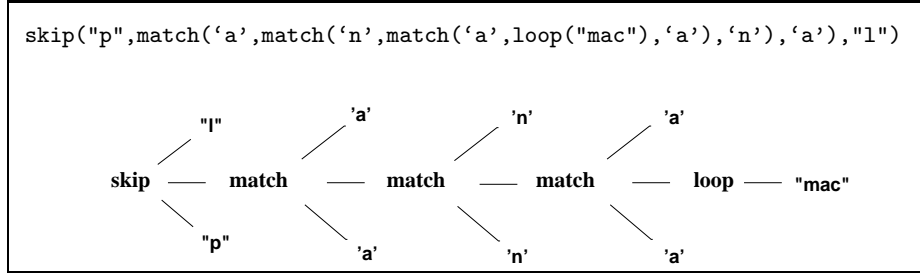 skip("p",match(‘a’,match(‘n’,match(‘a’,loop("mac"),‘a’),‘n’),‘a’),"l")
"l" 'a' 'n' 'a'
skip match match match loop "mac"
"p" 'a' 'n' 'a'